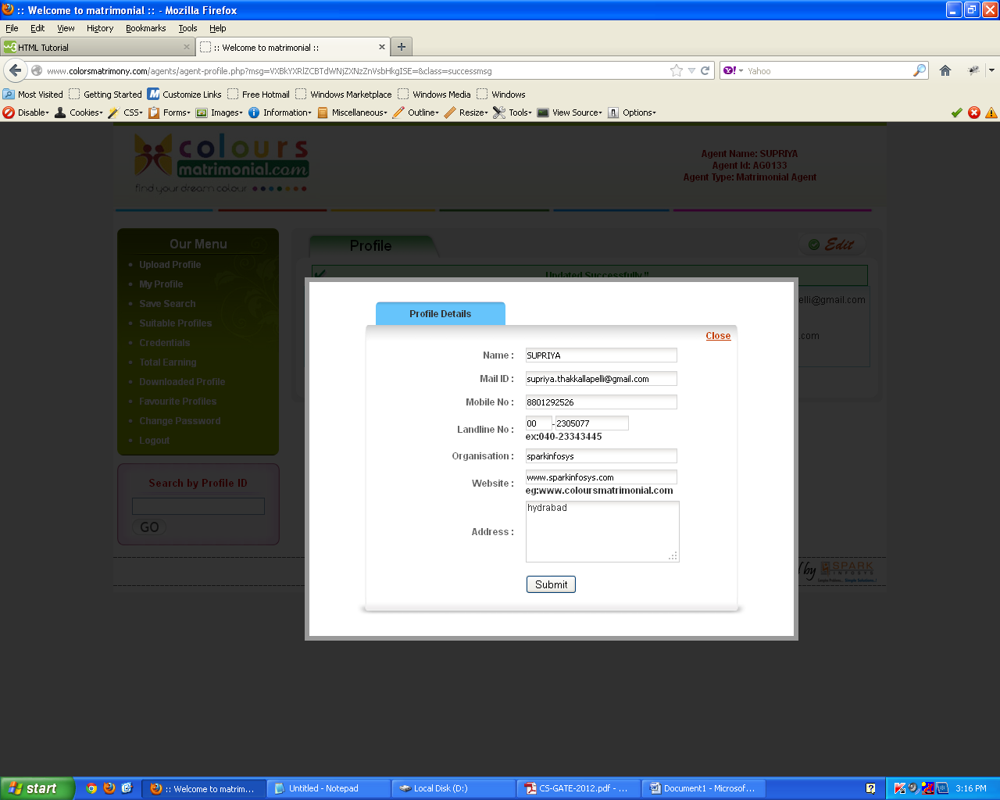 :: Welcome to matrimonial :: - Mozilla Firefox
File Edit View History Bookmarks Tools Help
HTML Tutorial
:: Welcome to matrimonial ::
www.colorsmatrimony.com/agents/agent-profile.php?msg=VXBkYXRlZCBTdWNjZXNzZnVsbHkgISE=&class=successmsg
Yahoo
Most Visited Getting Started Customize Links Free Hotmail Windows Marketplace Windows Media Windows
Disable Cookies CSS Forms Images Information Miscellaneous Outline Resize Tools View Source Options
colours
matrimonial.com
find your dream colour
Agent Name: SUPRIYA
Agent Id: AG0133
Agent Type: Matrimonial Agent
Our Menu
Upload Profile
My Profile
Save Search
Suitable Profiles
Credentials
Total Earning
Downloaded Profile
Favourite Profiles
Change Password
Logout
Search by Profile ID
GO
Profile
Edit
Updated Successfully !!
pelli@gmail.com
.com
Profile Details
Close
Name : SUPRIYA
Mail ID : supriya.thakkallapelli@gmail.com
Mobile No : 8801292526
Landline No : 00 - 2305077
ex:040-23343445
Organisation : sparkinfosys
Website : www.sparkinfosys.com
eg:www.coloursmatrimonial.com
Address : hydrabad
Submit
by SPARK
INFOSYS
start
:: Welcome to matrim...
Untitled - Notepad
Local Disk (D:)
CS-GATE-2012.pdf - ...
Document1 - Microsof...
3:16 PM